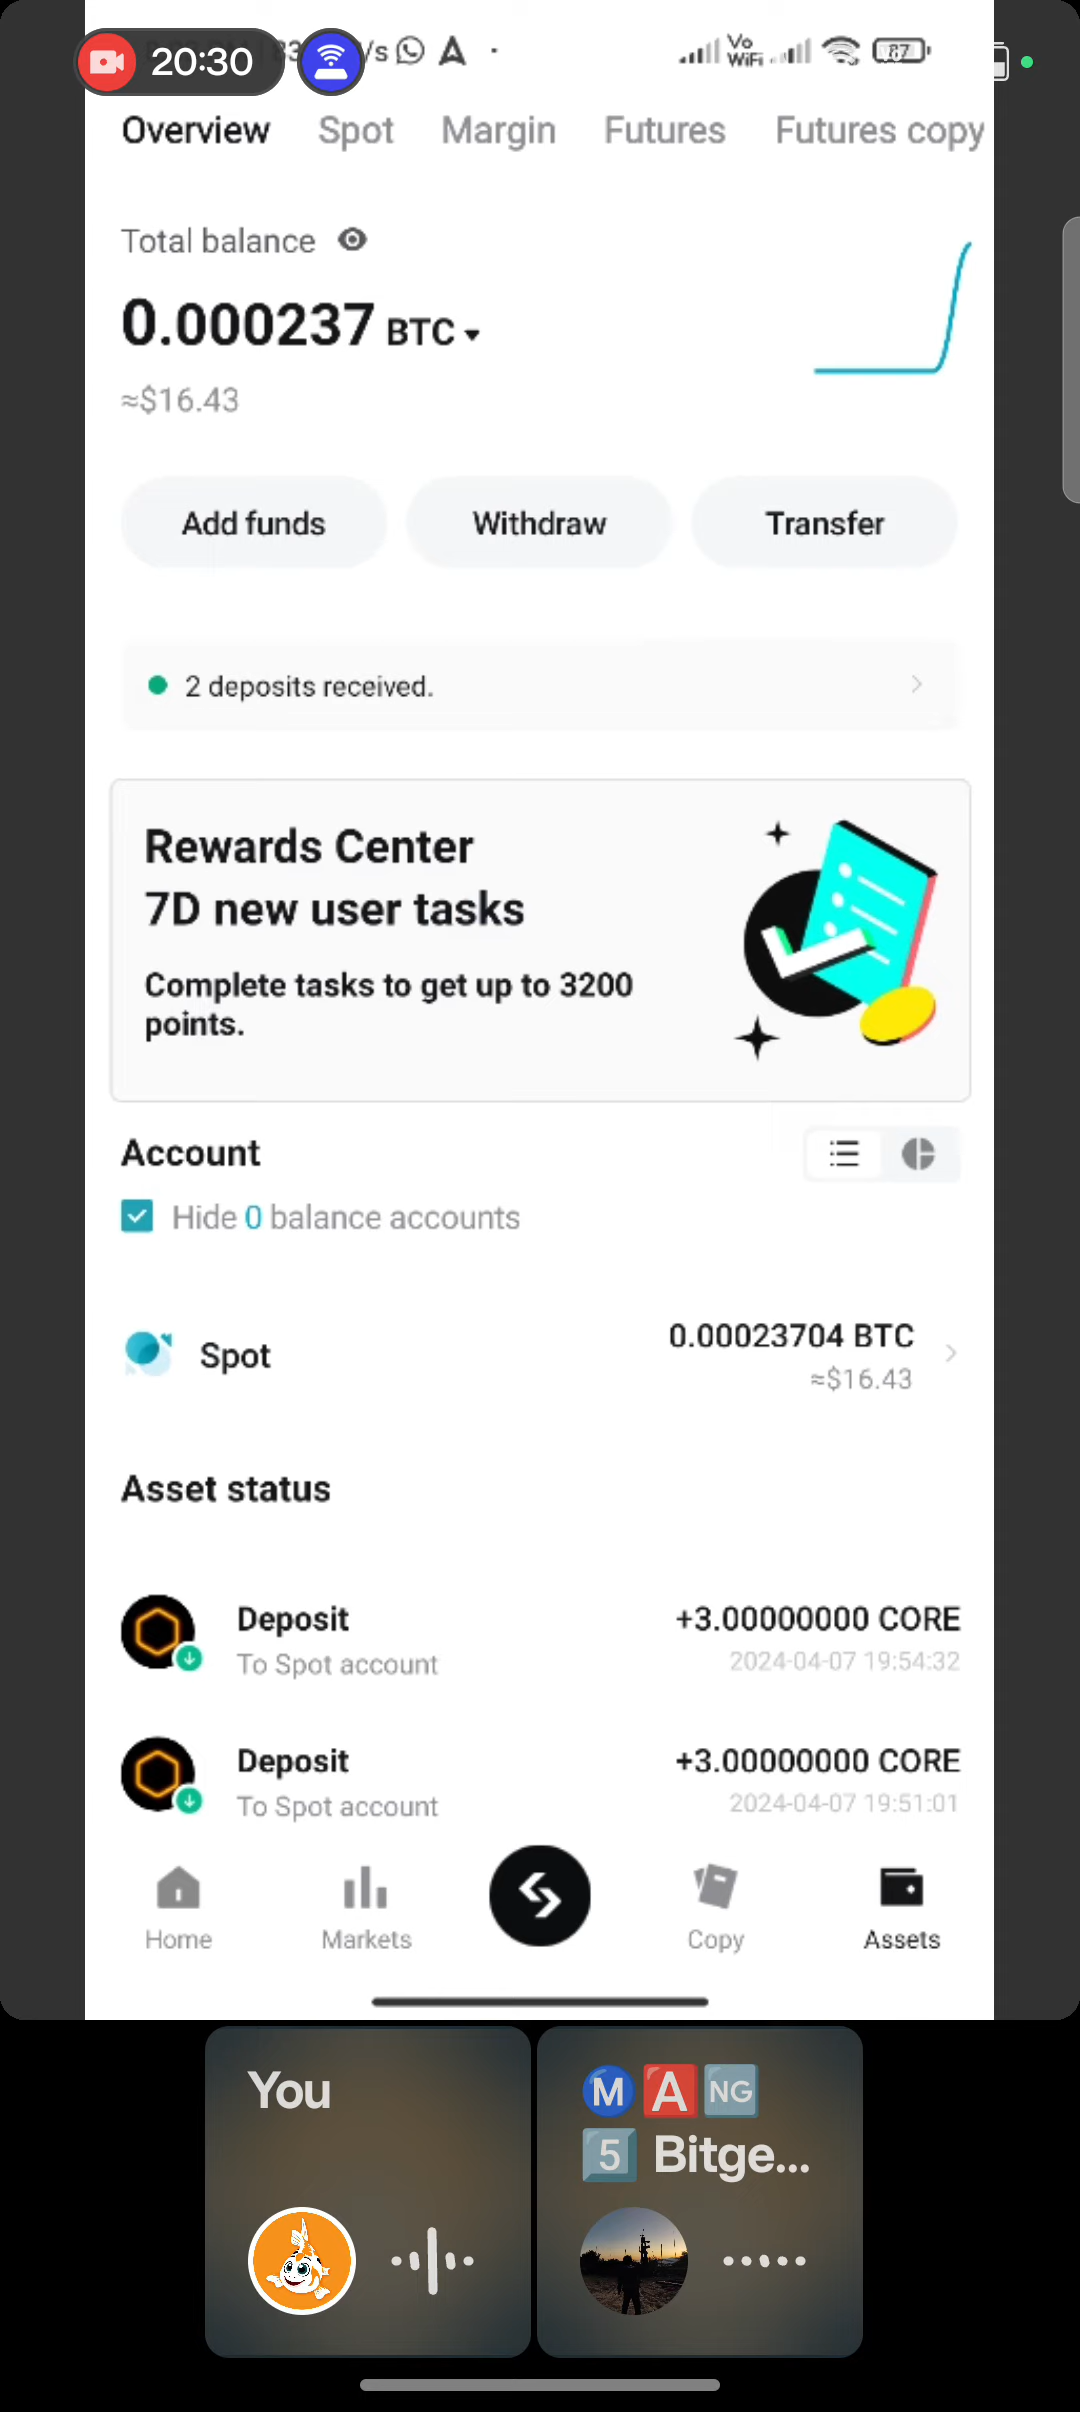 20:30
Vo
WiFi
87
Overview Spot Margin Futures Futures copy
Total balance
0.000237 BTC
≈$16.43
Add funds Withdraw Transfer
2 deposits received.
Rewards Center
7D new user tasks
Complete tasks to get up to 3200
points.
Account
Hide 0 balance accounts
Spot
0.00023704 BTC
≈$16.43
Asset status
Deposit +3.00000000 CORE
To Spot account 2024-04-07 19:54:32
Deposit +3.00000000 CORE
To Spot account 2024-04-07 19:51:01
Home Markets Copy Assets
You
Ⓜ️🅰️🆖
5️⃣ Bitge...